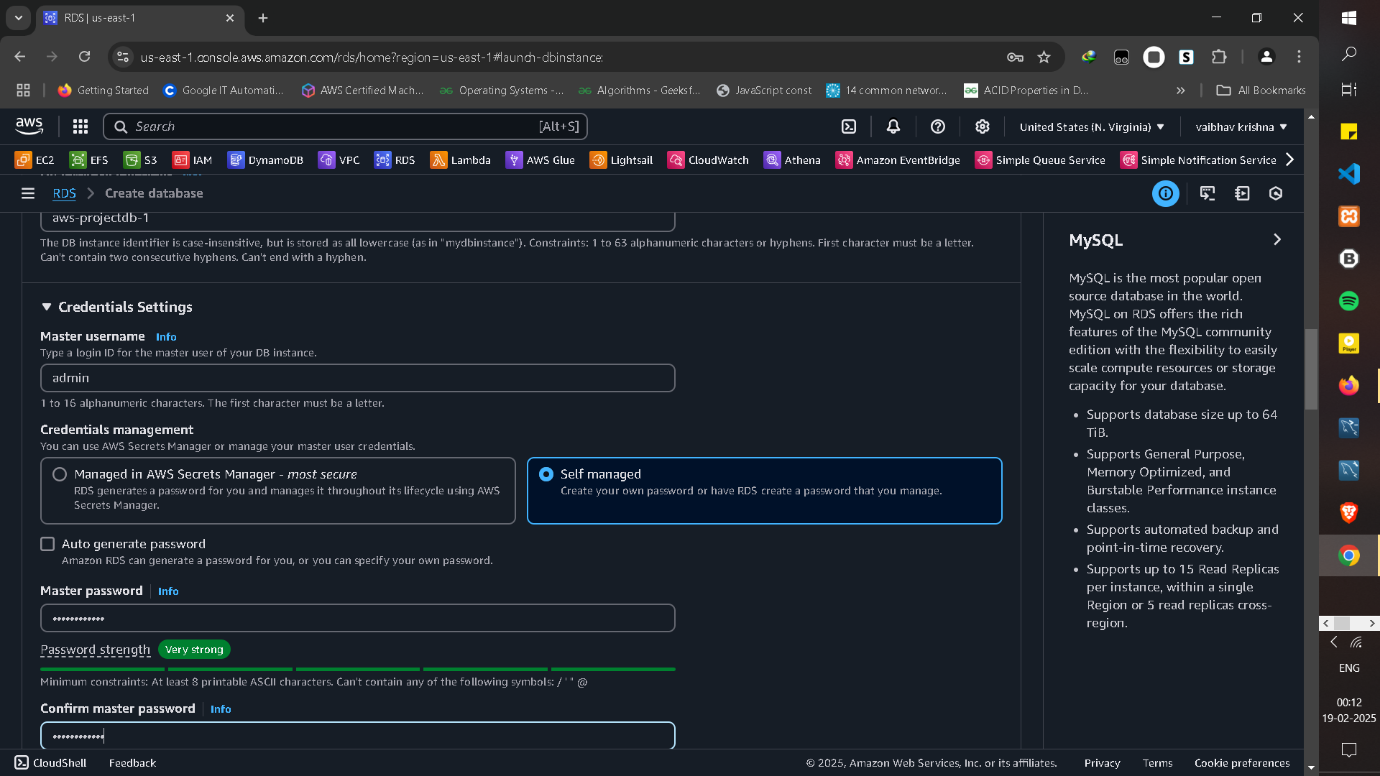 RDS | us-east-1
us-east-1.console.aws.amazon.com/rds/home?region=us-east-1#launch-dbinstance:
Getting Started Google IT Automati... AWS Certified Mach... Operating Systems -... Algorithms - Geeksf... JavaScript const 14 common networ... ACID Properties in D... » All Bookmarks
aws Search [Alt+S] United States (N. Virginia) vaibhav krishna
EC2 EFS S3 IAM DynamoDB VPC RDS Lambda AWS Glue Lightsail CloudWatch Athena Amazon EventBridge Simple Queue Service Simple Notification Service
RDS Create database
aws-projectdb-1
The DB instance identifier is case-insensitive, but is stored as all lowercase (as in "mydbinstance"). Constraints: 1 to 63 alphanumeric characters or hyphens. First character must be a letter.
Can't contain two consecutive hyphens. Can't end with a hyphen.
Credentials Settings
Master username Info
Type a login ID for the master user of your DB instance.
admin
1 to 16 alphanumeric characters. The first character must be a letter.
Credentials management
You can use AWS Secrets Manager or manage your master user credentials.
Managed in AWS Secrets Manager - most secure
RDS generates a password for you and manages it throughout its lifecycle using AWS
Secrets Manager.
Self managed
Create your own password or have RDS create a password that you manage.
Auto generate password
Amazon RDS can generate a password for you, or you can specify your own password.
Master password Info
••••••••••••
Password strength Very strong
Minimum constraints: At least 8 printable ASCII characters. Can't contain any of the following symbols: / ' " @
Confirm master password Info
••••••••••••
MySQL
MySQL is the most popular open
source database in the world.
MySQL on RDS offers the rich
features of the MySQL community
edition with the flexibility to easily
scale compute resources or storage
capacity for your database.
• Supports database size up to 64
TiB.
• Supports General Purpose,
Memory Optimized, and
Burstable Performance instance
classes.
• Supports automated backup and
point-in-time recovery.
• Supports up to 15 Read Replicas
per instance, within a single
Region or 5 read replicas cross-
region.
CloudShell Feedback © 2025, Amazon Web Services, Inc. or its affiliates. Privacy Terms Cookie preferences
ENG
00:12
19-02-2025